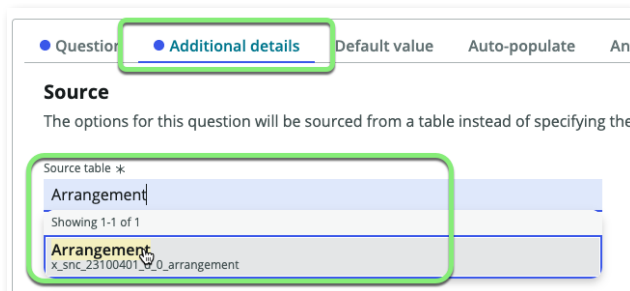 Question Additional details Default value Auto-populate An
Source
The options for this question will be sourced from a table instead of specifying the
Source table *
Arrangement
Showing 1-1 of 1
Arrangement